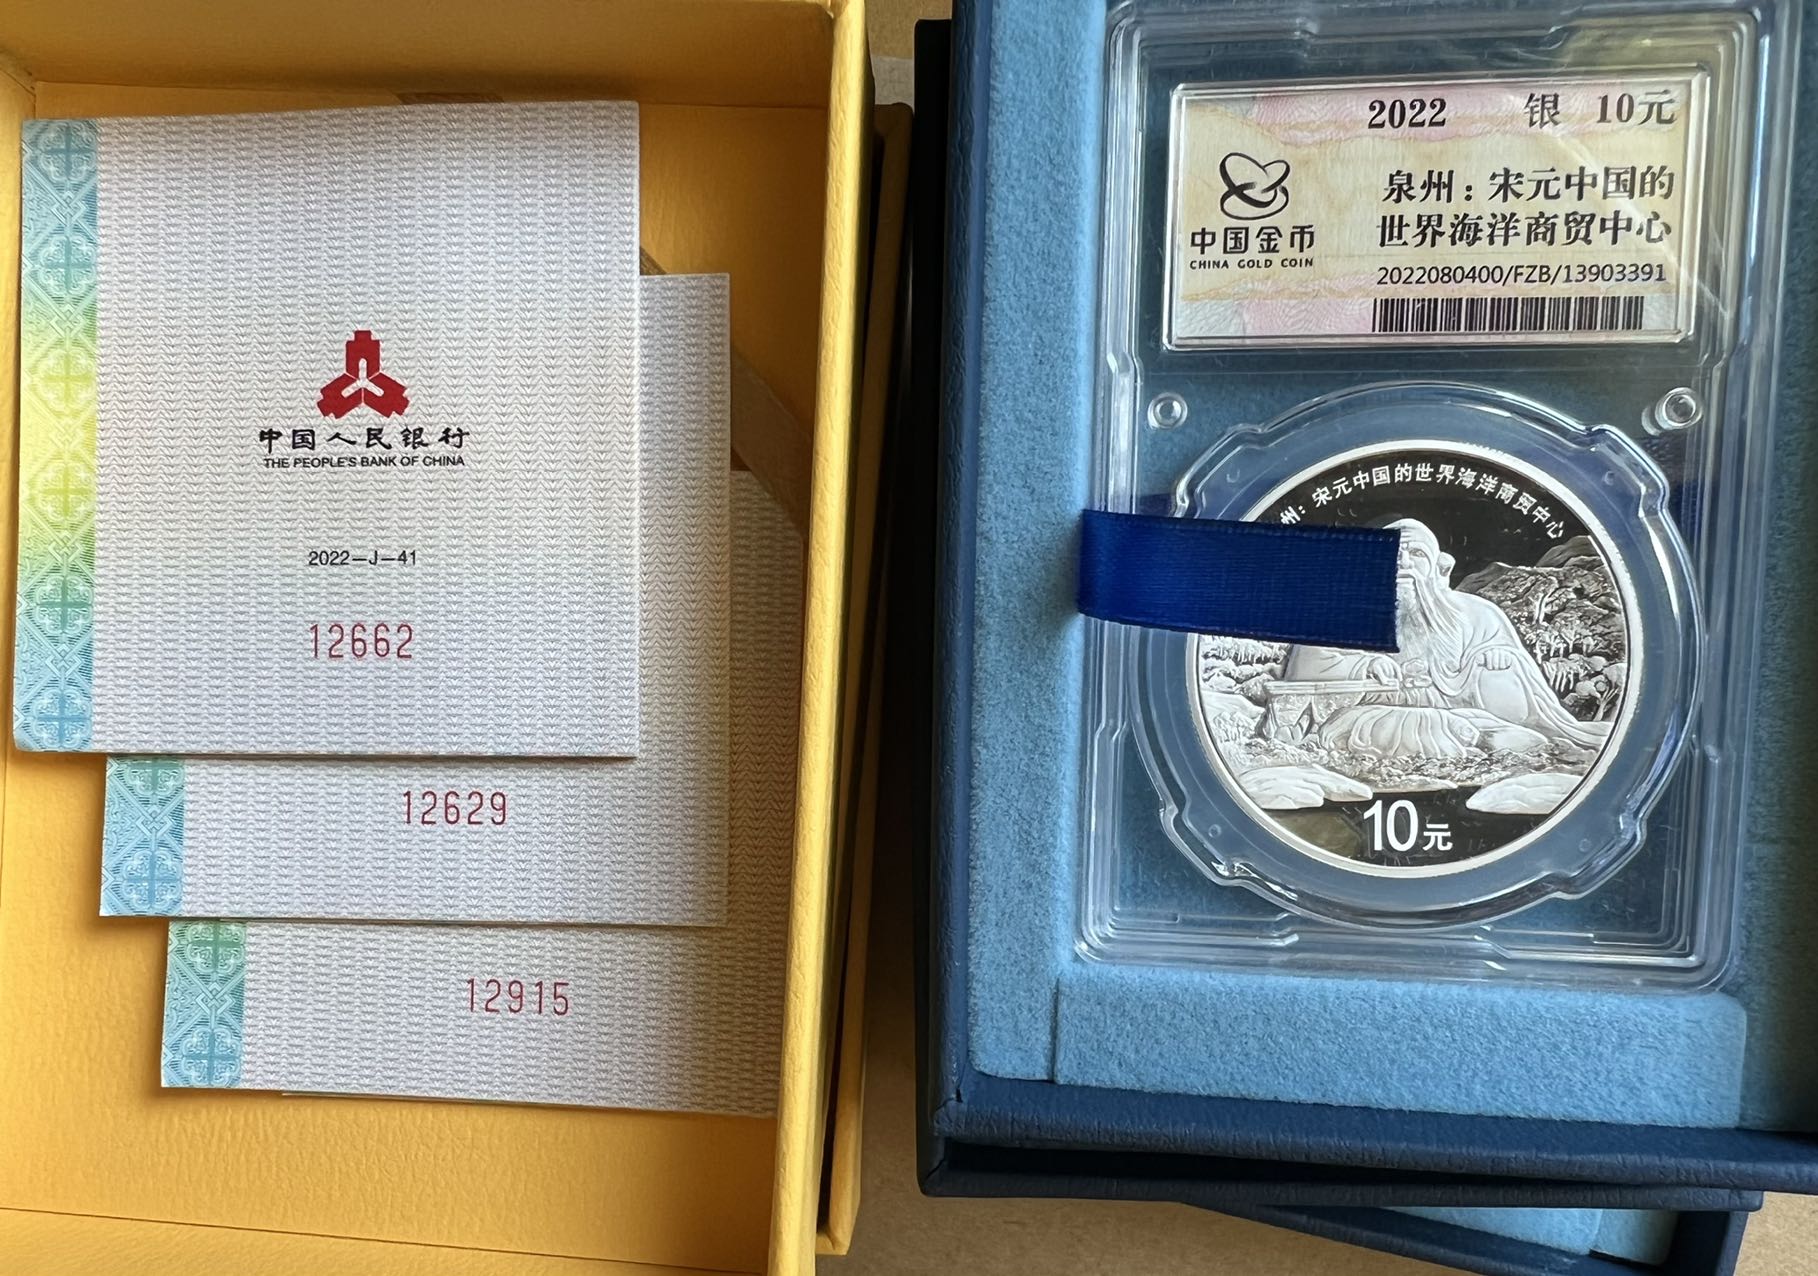 中国人民银行
THE PEOPLE'S BANK OF CHINA
2022—J—41
12662
12629
12915
2022 银 10元
中国金币
CHINA GOLD COIN
泉州：宋元中国的
世界海洋商贸中心
2022080400/FZB/13903391
州：宋元中国的世界海洋商贸中心
10元